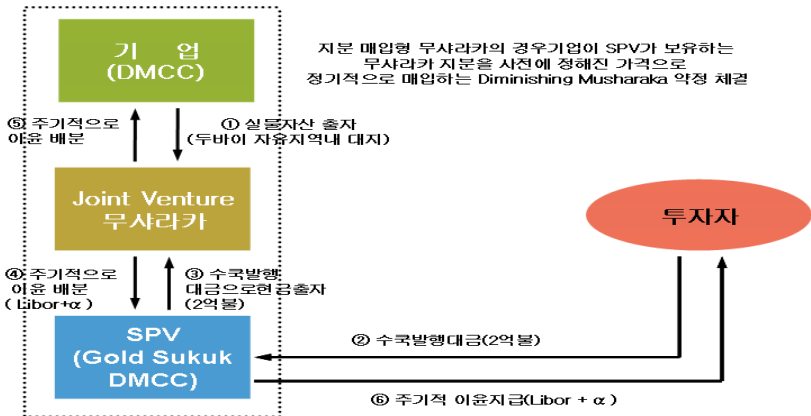 기 업
(DMCC)
지분 매입형 무샤라카의 경우기업이 SPV가 보유하는
무샤라카 지분을 사전에 정해진 가격으로
정기적으로 매입하는 Diminishing Musharaka 약정 체결
⑤ 주기적으로
이윤 배분
① 실물자산 출자
(두바이 자유지역내 대지)
Joint Venture
무샤라카
투자자
④ 주기적으로
이윤 배분
( Libor+α )
③ 수국발행
대금으로현금출자
(2억불)
SPV
(Gold Sukuk
DMCC)
② 수국발행대금(2억불)
⑥ 주기적 이윤지급(Libor + α )